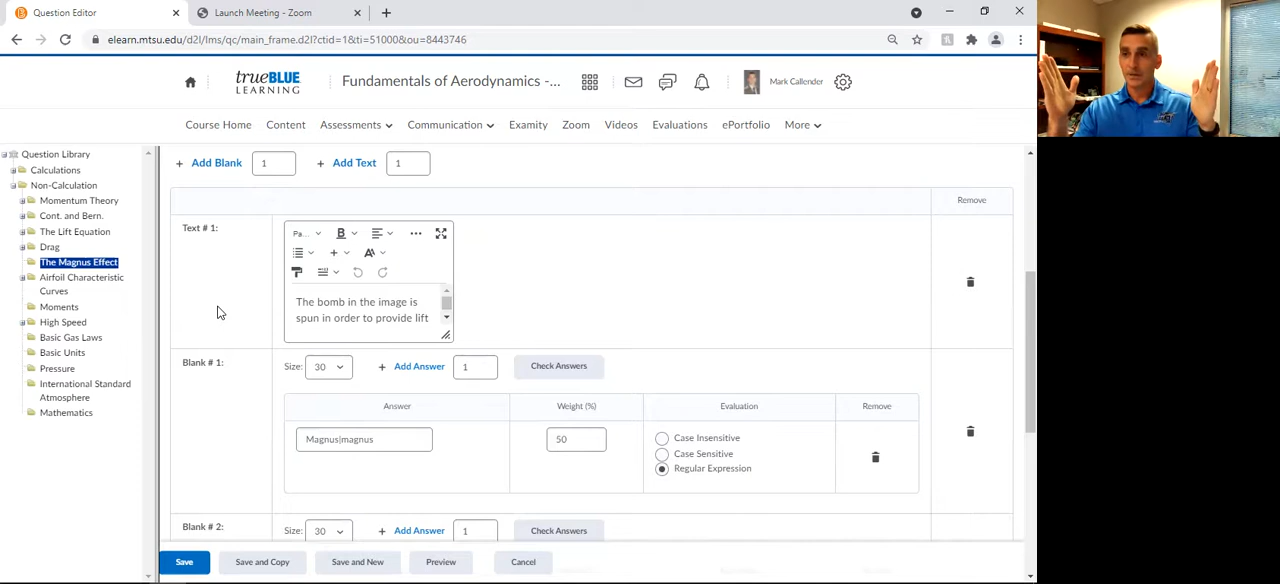 Question Editor
Launch Meeting - Zoom
elearn.mtsu.edu/d2l/lms/qc/main_frame.d2l?ctid=1&ti=51000&ou=8443746
trueBLUE
LEARNING
Fundamentals of Aerodynamics -...
Mark Callender
Course Home Content Assessments Communication Examity Zoom Videos Evaluations ePortfolio More
Question Library
Calculations
Non-Calculation
Momentum Theory
Cont. and Bern.
The Lift Equation
Drag
The Magnus Effect
Airfoil Characteristic
Curves
Moments
High Speed
Basic Gas Laws
Basic Units
Pressure
International Standard
Atmosphere
Mathematics
+ Add Blank 1 + Add Text 1
Remove
Text # 1:
Pa... B A
The bomb in the image is
spun in order to provide lift
Blank # 1:
Size: 30 + Add Answer 1 Check Answers
Answer Weight (%) Evaluation Remove
Magnus|magnus 50
Case Insensitive
Case Sensitive
Regular Expression
Blank # 2:
Size: 30 + Add Answer 1 Check Answers
Save Save and Copy Save and New Preview Cancel